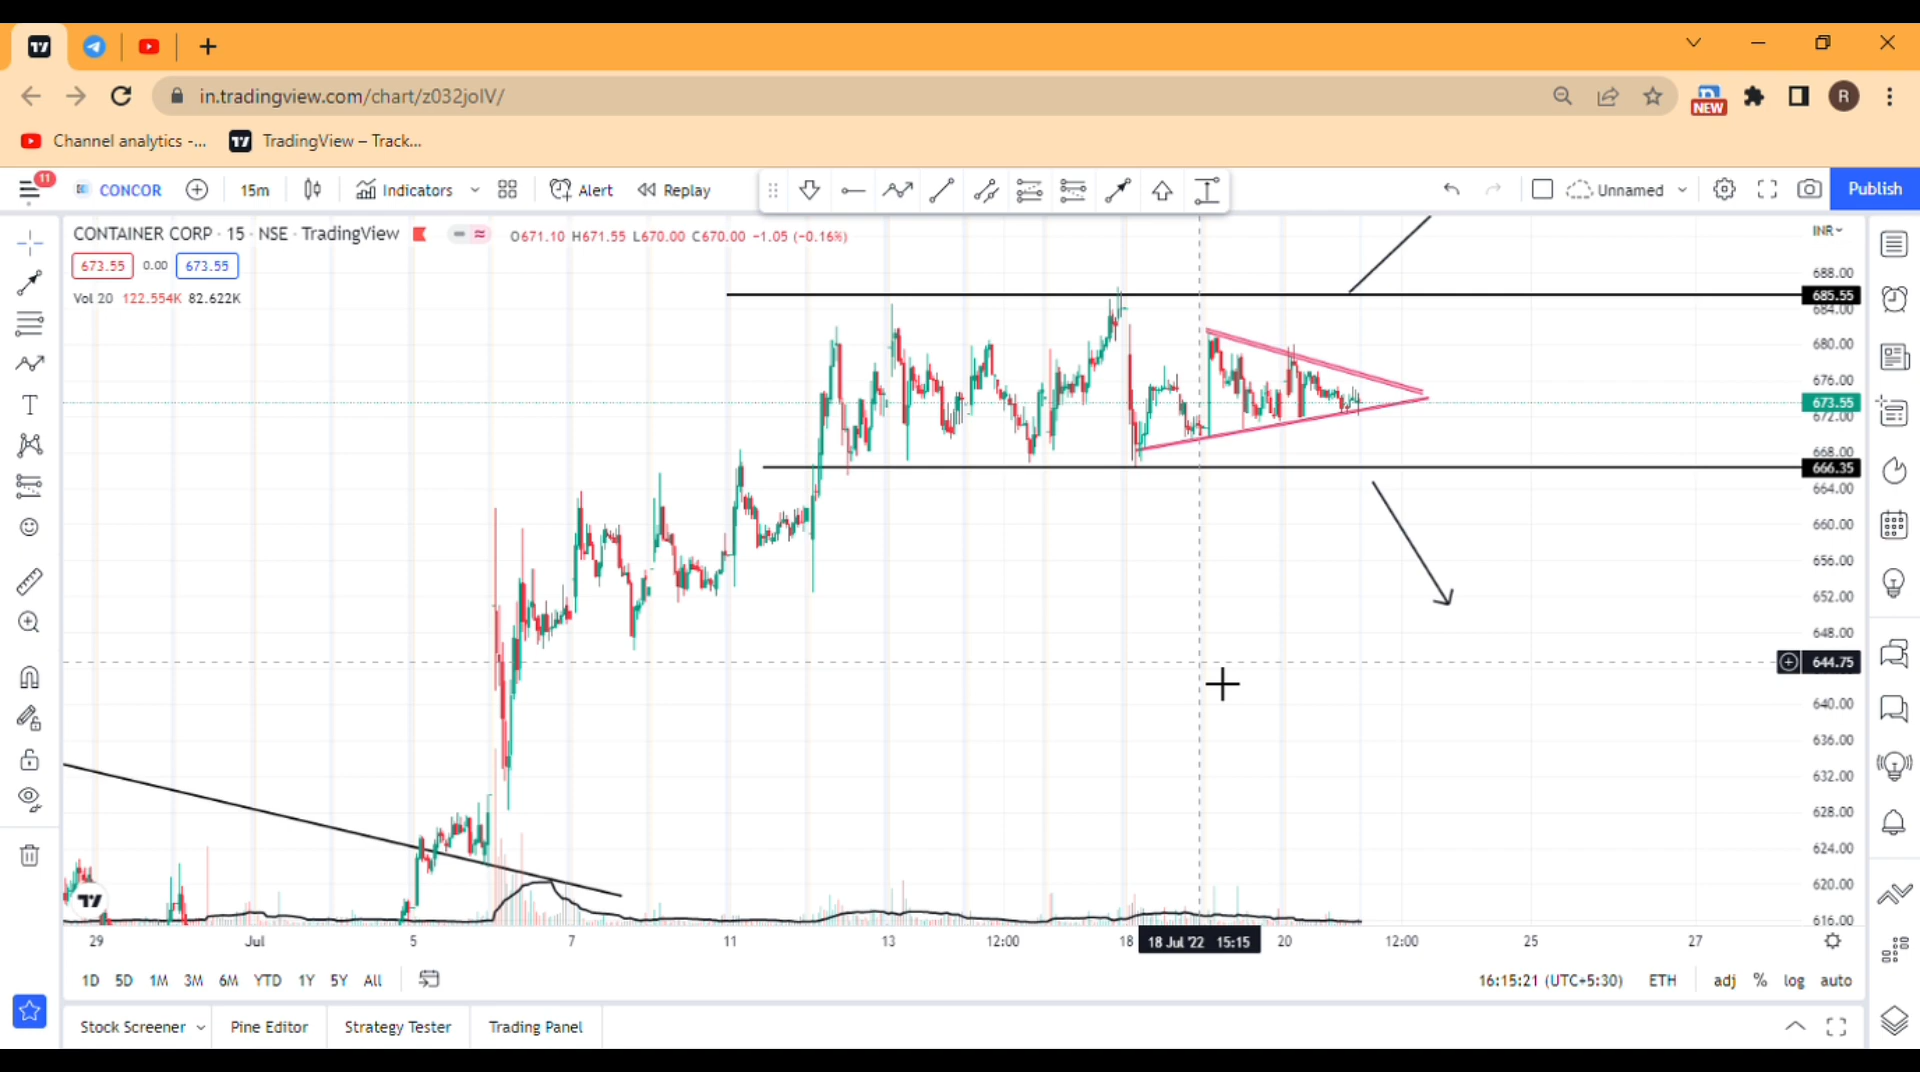 in.tradingview.com/chart/z032jolV/
NEW
R
Channel analytics -...
TradingView – Track...
11
CONCOR
15m
Indicators
Alert
Replay
Unnamed
Publish
CONTAINER CORP · 15 · NSE · TradingView
O671.10 H671.55 L670.00 C670.00 −1.05 (−0.16%)
INR
673.55 0.00 673.55
Vol 20 122.554K 82.622K
688.00
685.55
684.00
680.00
676.00
673.55
672.00
668.00
666.35
664.00
660.00
656.00
652.00
648.00
644.75
640.00
636.00
632.00
628.00
624.00
620.00
616.00
29 Jul 5 7 11 13 12:00 18 18 Jul '22 15:15 20 12:00 25 27
1D 5D 1M 3M 6M YTD 1Y 5Y All
16:15:21 (UTC+5:30) ETH adj % log auto
Stock Screener Pine Editor Strategy Tester Trading Panel